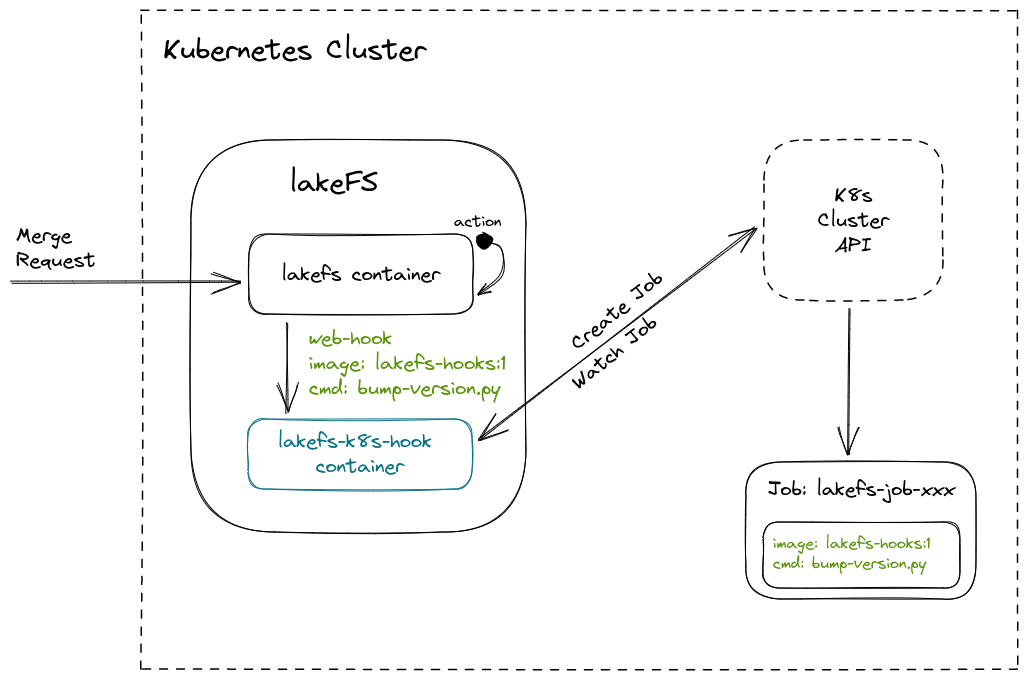 Kubernetes Cluster
lakeFS
action
Merge
Request
lakefs container
web-hook
image: lakefs-hooks:1
cmd: bump-version.py
lakefs-k8s-hook
container
Create Job
Watch Job
K8s
Cluster
API
Job: lakefs-job-xxx
image: lakefs-hooks:1
cmd: bump-version.py